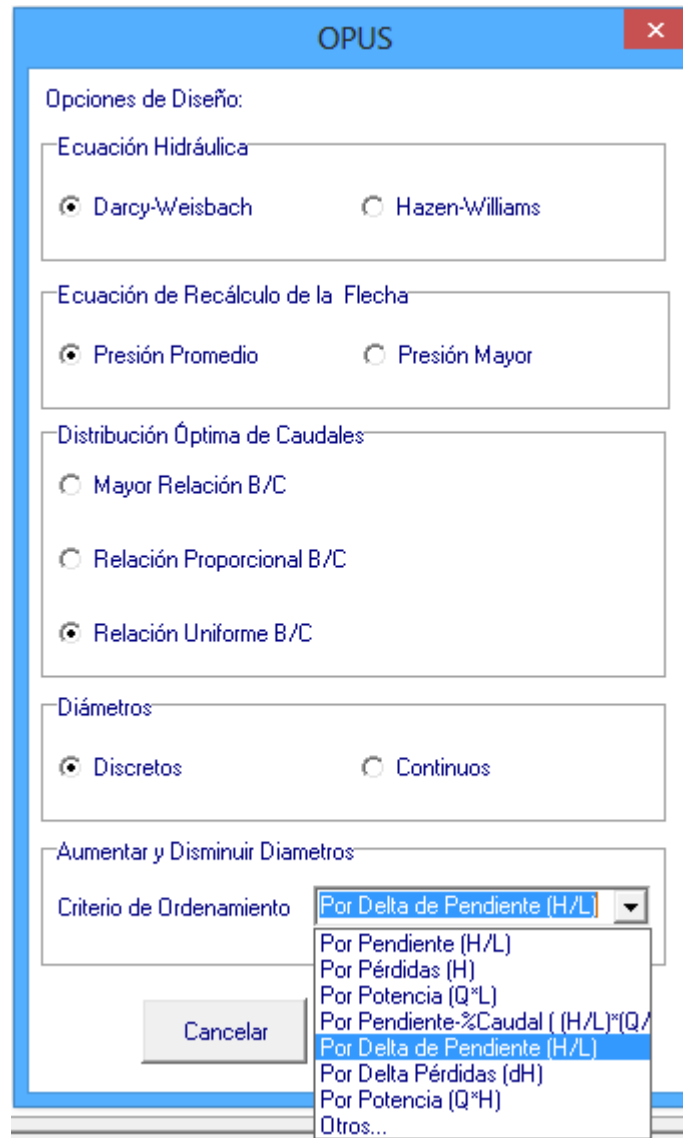 OPUS
Opciones de Diseño:
Ecuación Hidráulica
Darcy-Weisbach Hazen-Williams
Ecuación de Recálculo de la Flecha
Presión Promedio Presión Mayor
Distribución Óptima de Caudales
Mayor Relación B/C
Relación Proporcional B/C
Relación Uniforme B/C
Diámetros
Discretos Continuos
Aumentar y Disminuir Diametros
Criterio de Ordenamiento Por Delta de Pendiente (H/L)
Por Pendiente (H/L)
Por Pérdidas (H)
Por Potencia (Q*L)
Por Pendiente-%Caudal ( (H/L)*(Q/
Por Delta de Pendiente (H/L)
Por Delta Pérdidas (dH)
Por Potencia (Q*H)
Otros...
Cancelar